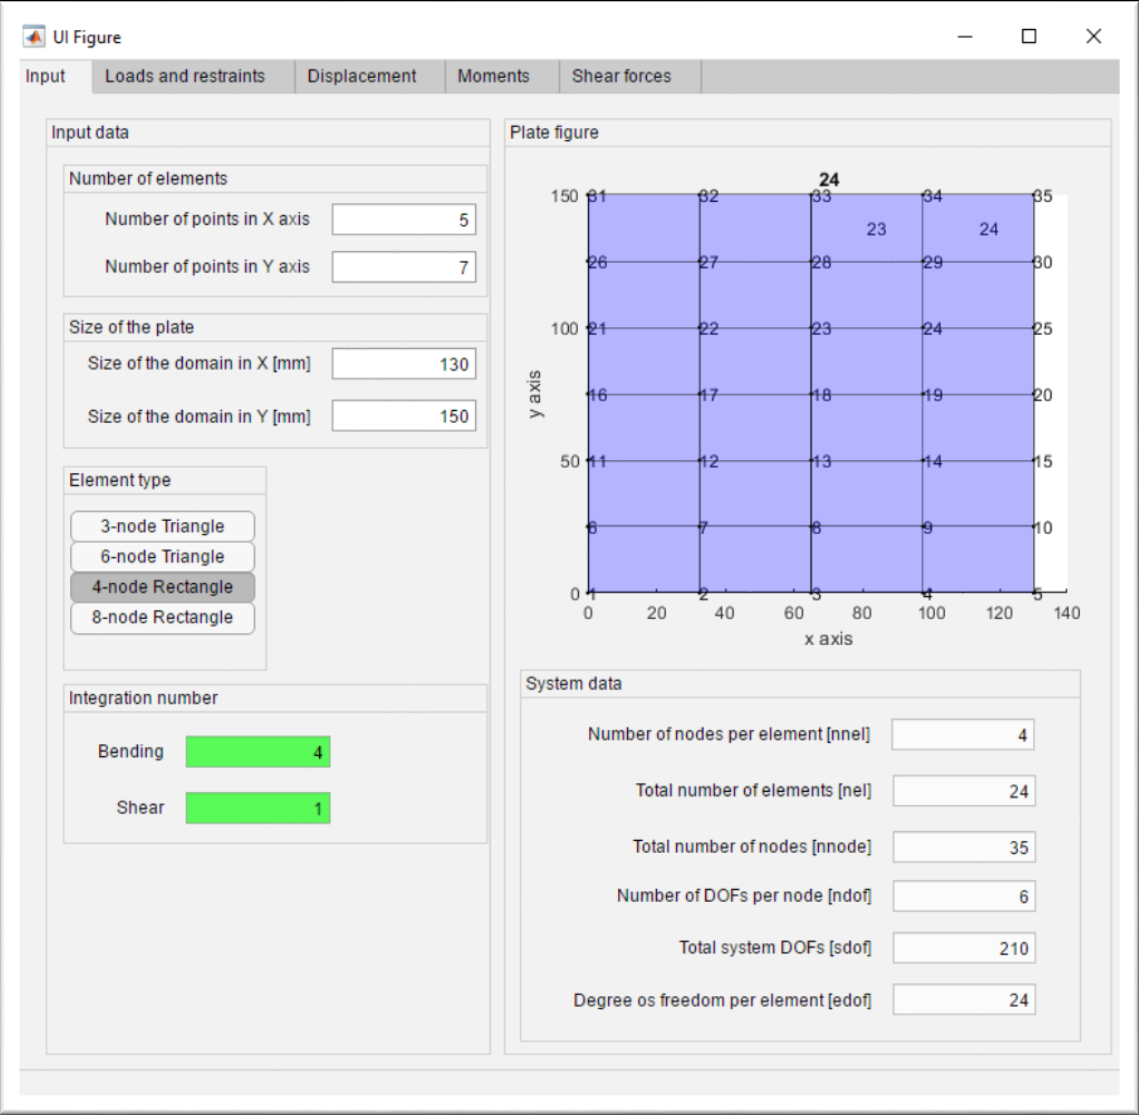 UI Figure
Input Loads and restraints Displacement Moments Shear forces
Input data
Number of elements
Number of points in X axis 5
Number of points in Y axis 7
Size of the plate
Size of the domain in X [mm] 130
Size of the domain in Y [mm] 150
Element type
3-node Triangle
6-node Triangle
4-node Rectangle
8-node Rectangle
Integration number
Bending 4
Shear 1
Plate figure
24
150 31 32 33 34 35
23 24
26 27 28 29 30
100 21 22 23 24 25
16 17 18 19 20
y axis
50 11 12 13 14 15
6 7 8 9 10
0 1 2 3 4 5
0 20 40 60 80 100 120 140
x axis
System data
Number of nodes per element [nnel] 4
Total number of elements [nel] 24
Total number of nodes [nnode] 35
Number of DOFs per node [ndof] 6
Total system DOFs [sdof] 210
Degree os freedom per element [edof] 24